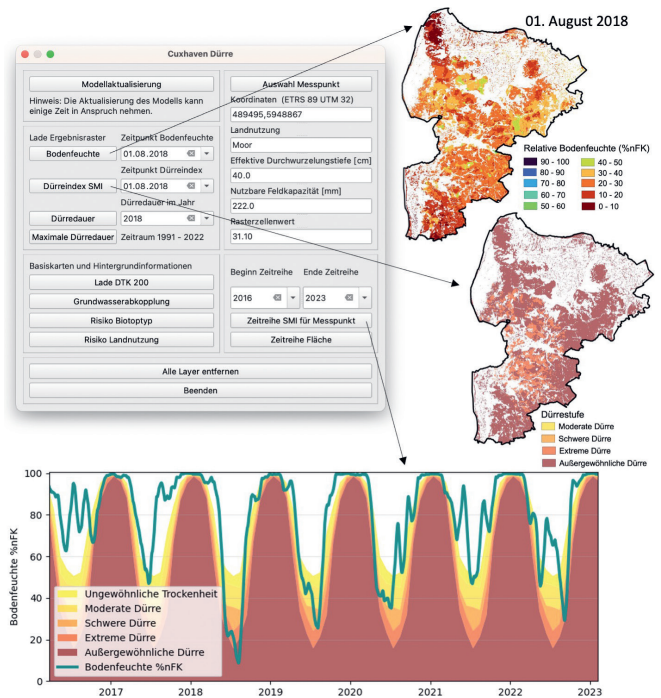 01. August 2018
Cuxhaven Dürre
Modellaktualisierung
Hinweis: Die Aktualisierung des Modells kann
einige Zeit in Anspruch nehmen.
Lade Ergebnisraster
Zeitpunkt Bodenfeuchte
Bodenfeuchte
01.08.2018
Zeitpunkt Dürreindex
Dürreindex SMI
01.08.2018
Dürredauer im Jahr
Dürredauer
2018
Maximale Dürredauer
Zeitraum 1991 - 2022
Auswahl Messpunkt
Koordinaten (ETRS 89 UTM 32)
489495,5948867
Landnutzung
Moor
Effektive Durchwurzelungstiefe [cm]
40.0
Nutzbare Feldkapazität [mm]
222.0
Rasterzellenwert
31.10
Basiskarten und Hintergrundinformationen
Lade DTK 200
Grundwasserabkopplung
Risiko Biotoptyp
Risiko Landnutzung
Beginn Zeitreihe
Ende Zeitreihe
2016
2023
Zeitreihe SMI für Messpunkt
Zeitreihe Fläche
Alle Layer entfernen
Beenden
Relative Bodenfeuchte (%nFK)
90 - 100
80 - 90
70 - 80
60 - 70
50 - 60
40 - 50
30 - 40
20 - 30
10 - 20
0 - 10
Dürrestufe
Moderate Dürre
Schwere Dürre
Extreme Dürre
Außergewöhnliche Dürre
Bodenfeuchte %nFK
100
80
60
40
20
0
Ungewöhnliche Trockenheit
Moderate Dürre
Schwere Dürre
Extreme Dürre
Außergewöhnliche Dürre
Bodenfeuchte %nFK
2017
2018
2019
2020
2021
2022
2023